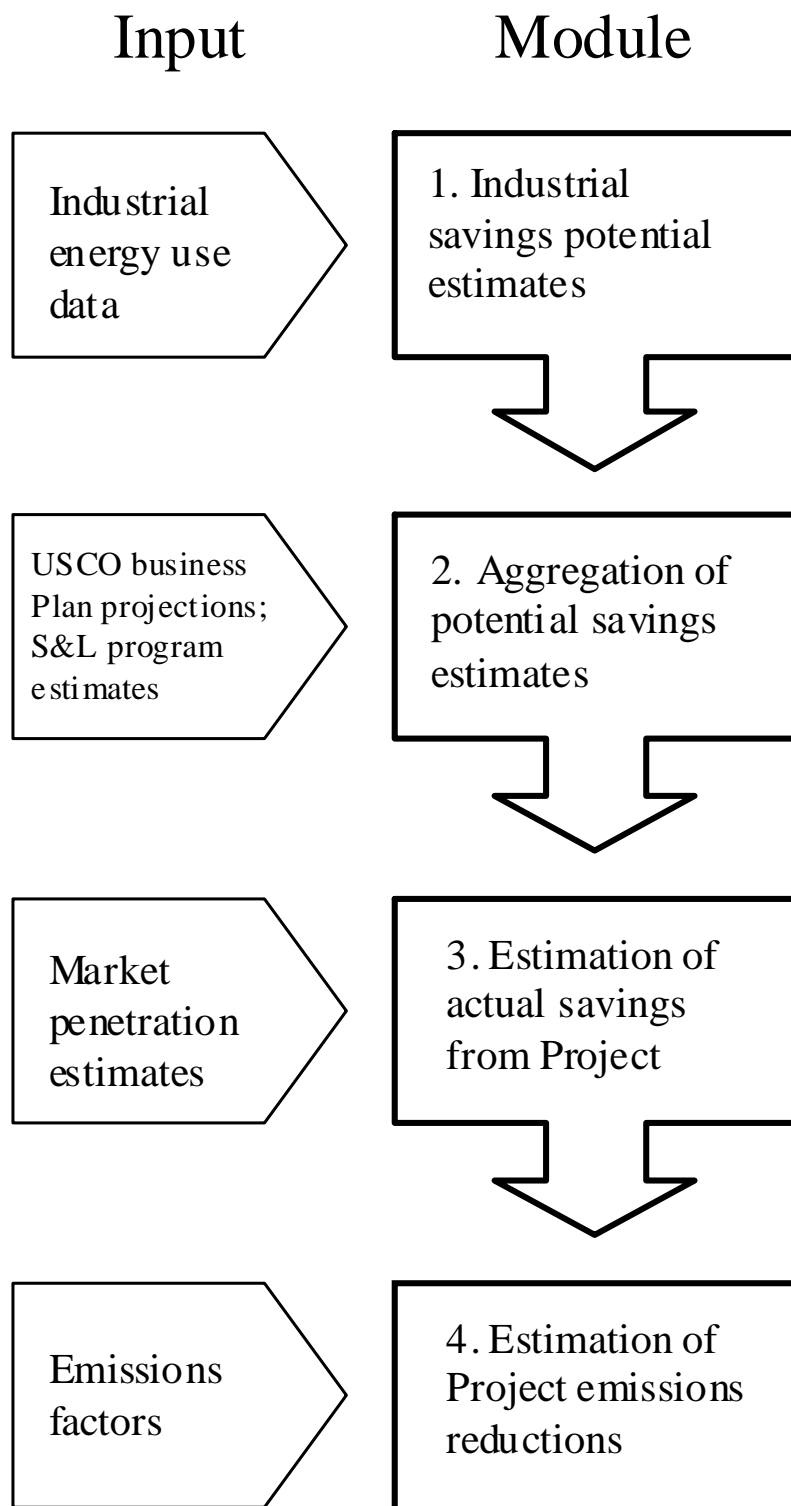 Input
Module
Industrial
energy use
data
1. Industrial
savings potential
estimates
USCO business
Plan projections;
S&L program
estimates
2. Aggregation of
potential savings
estimates
Market
penetration
estimates
3. Estimation of
actual savings
from Project
Emissions
factors
4. Estimation of
Project emissions
reductions